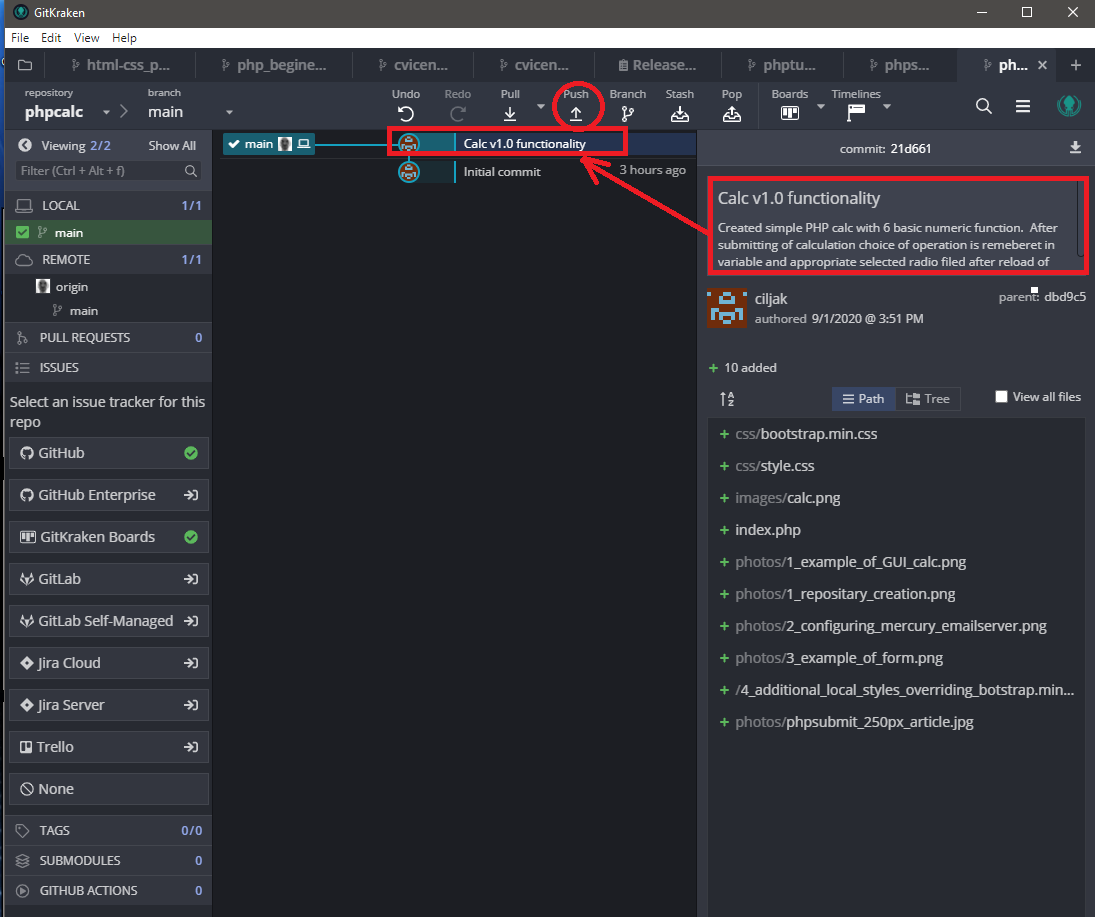 GitKraken
File Edit View Help
html-css_p... php_begine... cvicen... cvicen... Release... phptu... phps... ph...
repository branch Undo Redo Pull Push Branch Stash Pop Boards Timelines
phpcalc main
Viewing 2/2 Show All
Filter (Ctrl + Alt + f)
LOCAL 1/1
main
REMOTE 1/1
origin
main
PULL REQUESTS 0
ISSUES
Select an issue tracker for this
repo
GitHub
GitHub Enterprise
GitKraken Boards
GitLab
GitLab Self-Managed
Jira Cloud
Jira Server
Trello
None
TAGS 0/0
SUBMODULES 0
GITHUB ACTIONS 0
main Calc v1.0 functionality
Initial commit 3 hours ago
commit: 21d661
Calc v1.0 functionality
Created simple PHP calc with 6 basic numeric function. After
submitting of calculation choice of operation is remeberet in
variable and appropriate selected radio filed after reload of
ciljak parent: dbd9c5
authored 9/1/2020 @ 3:51 PM
10 added
Path Tree View all files
css/bootstrap.min.css
css/style.css
images/calc.png
index.php
photos/1_example_of_GUI_calc.png
photos/1_repositary_creation.png
photos/2_configuring_mercury_emailserver.png
photos/3_example_of_form.png
/4_additional_local_styles_overriding_botstrap.min...
photos/phpsubmit_250px_article.jpg